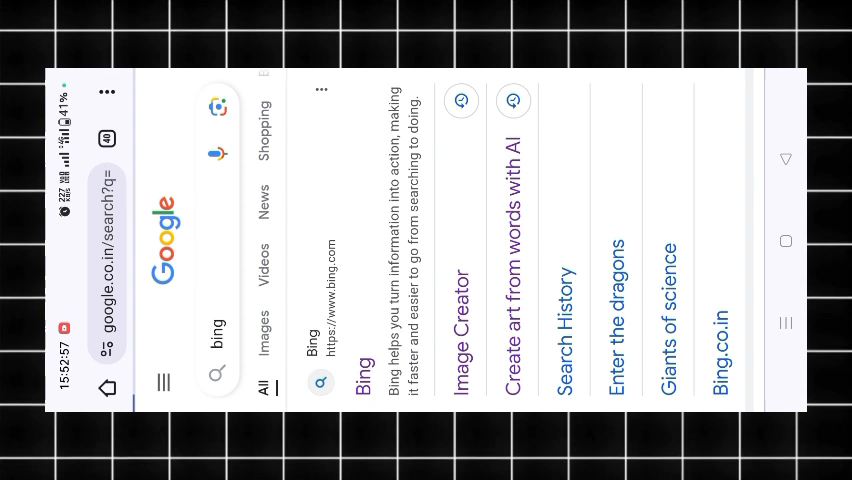 15:52:57
227 KB/S
4G
41%
google.co.in/search?q=
40
Google
bing
All Images Videos News Shopping
Bing
https://www.bing.com
Bing
Bing helps you turn information into action, making
it faster and easier to go from searching to doing.
Image Creator
Create art from words with AI
Search History
Enter the dragons
Giants of science
Bing.co.in